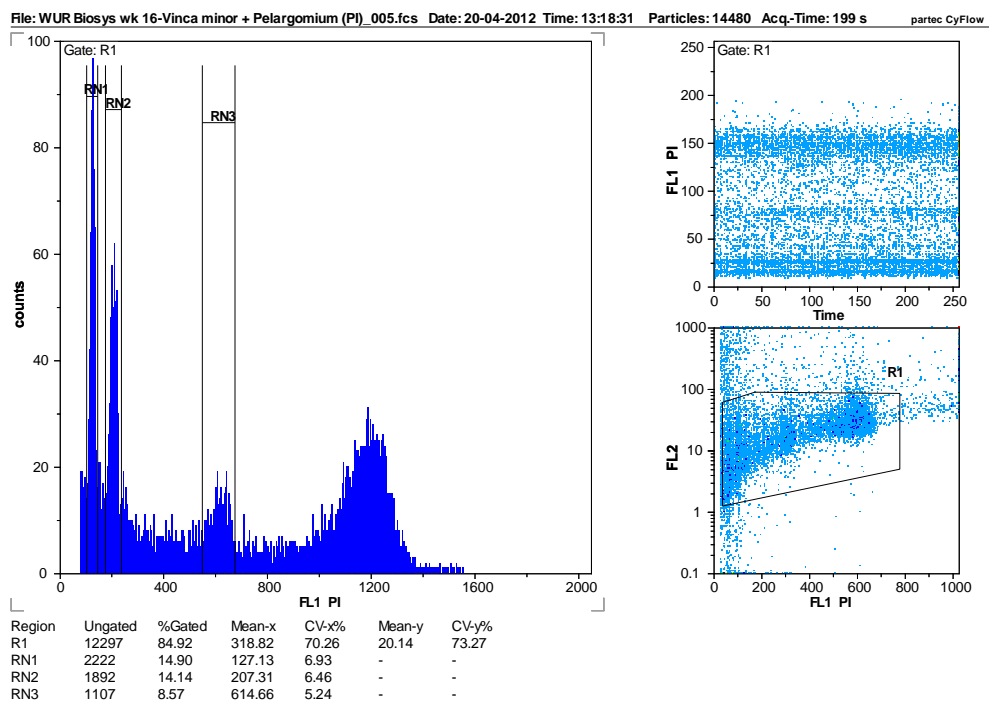 File: WUR Biosys wk 16-Vinca minor + Pelargomium (PI)_005.fcs Date: 20-04-2012 Time: 13:18:31 Particles: 14480 Acq.-Time: 199 s partec CyFlow
Gate: R1
RN1
RN2
RN3
100
80
60
40
20
0
counts
0 400 800 1200 1600 2000
FL1 PI
Gate: R1
250
200
150
100
50
0
FL1 PI
0 50 100 150 200 250
Time
R1
1000
100
10
1
0.1
FL2
0 200 400 600 800 1000
FL1 PI
Region Ungated %Gated Mean-x CV-x% Mean-y CV-y%
R1 12297 84.92 318.82 70.26 20.14 73.27
RN1 2222 14.90 127.13 6.93 - -
RN2 1892 14.14 207.31 6.46 - -
RN3 1107 8.57 614.66 5.24 - -